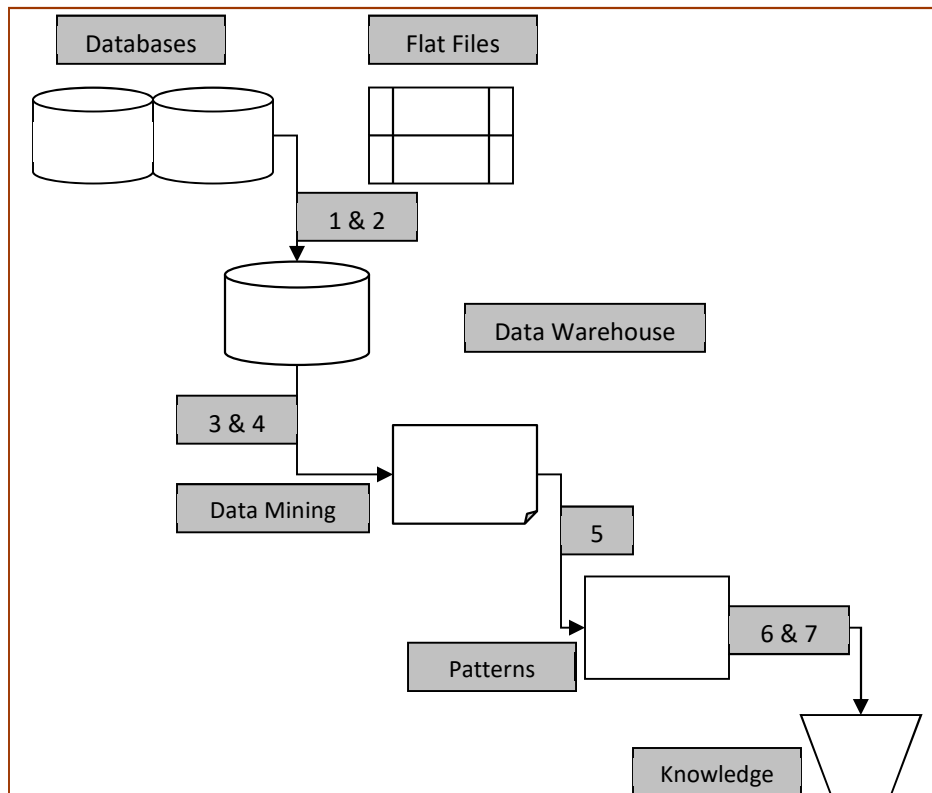 Databases
Flat Files
1 & 2
Data Warehouse
3 & 4
Data Mining
5
6 & 7
Patterns
Knowledge